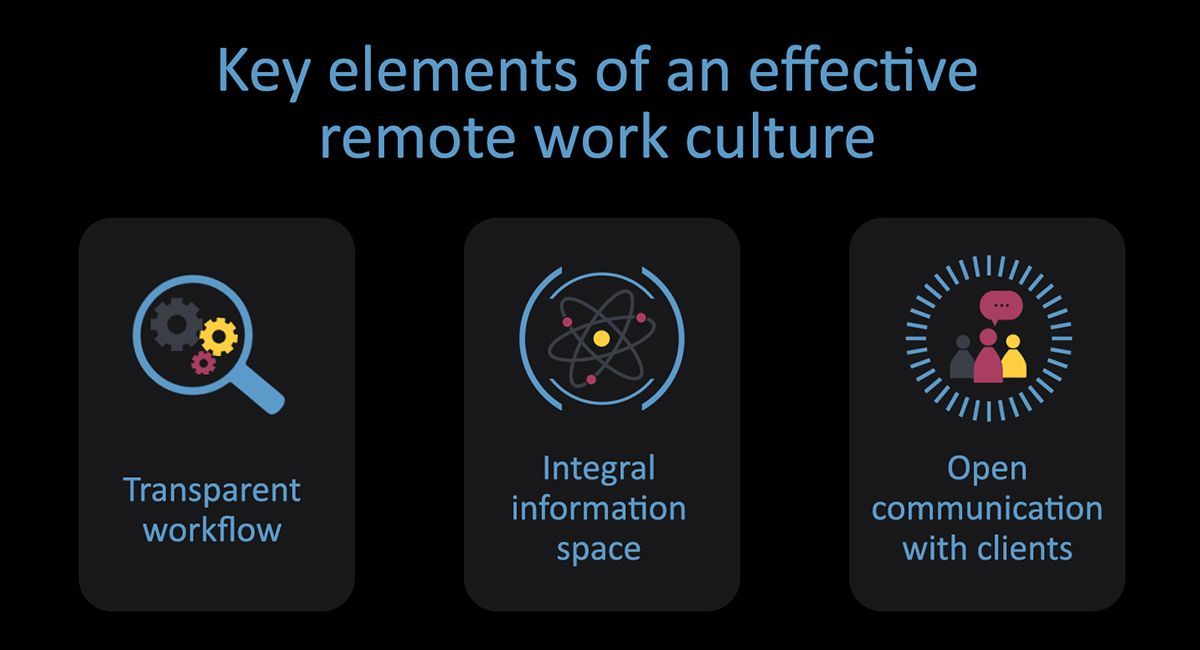 Key elements of an effective
remote work culture
Transparent
workflow
Integral
information
space
Open
communication
with clients